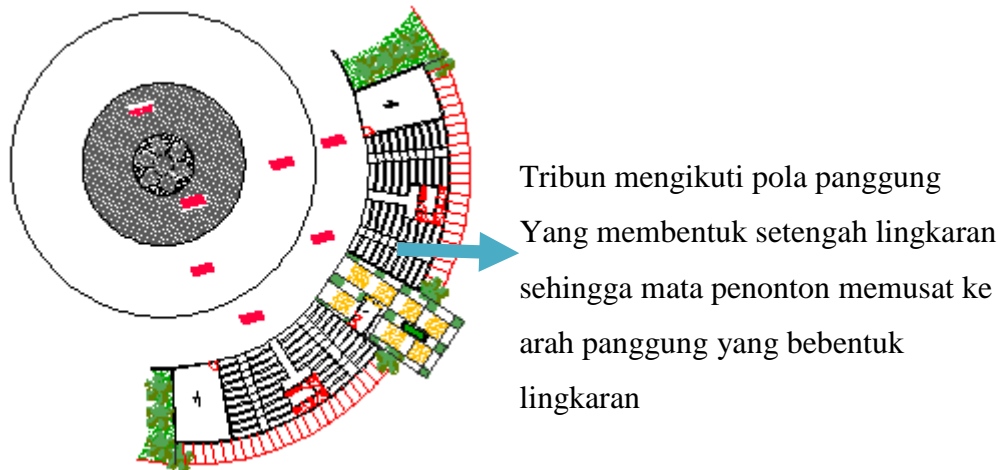 Tribun mengikuti pola panggung
Yang membentuk setengah lingkaran
sehingga mata penonton memusat ke
arah panggung yang bebentuk
lingkaran